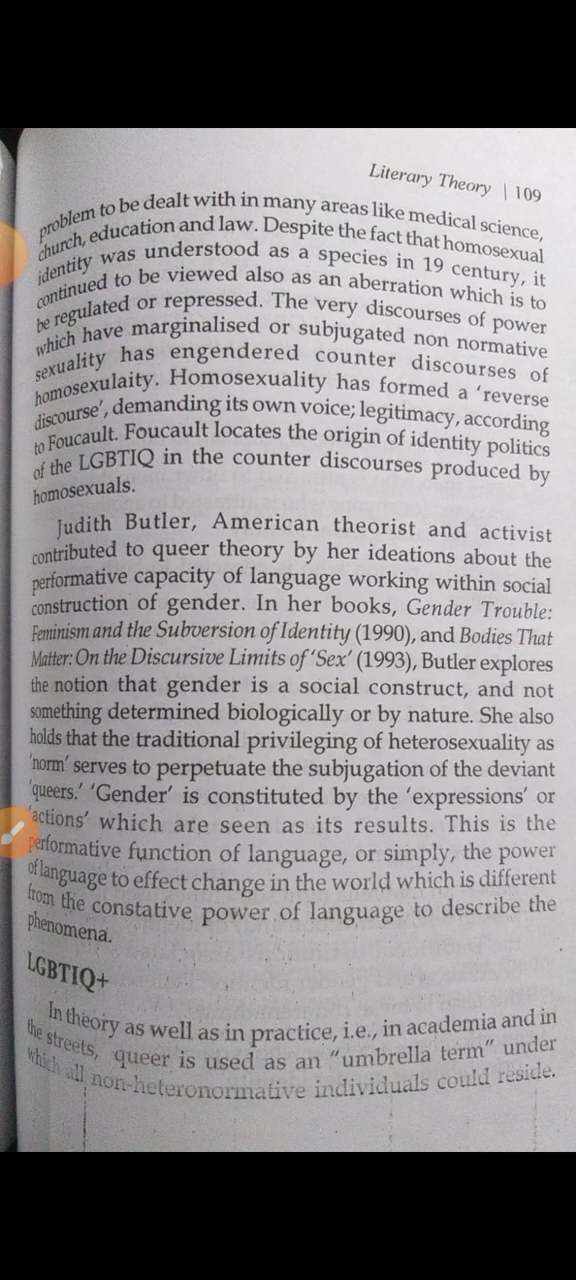 Literary Theory | 109
problem to be dealt with in many areas like medical science,
church, education and law. Despite the fact that homosexual
identity was understood as a species in 19 century, it
continued to be viewed also as an aberration which is to
be regulated or repressed. The very discourses of power
which have marginalised or subjugated non normative
sexuality has engendered counter discourses of
homosexulaity. Homosexuality has formed a 'reverse
discourse', demanding its own voice; legitimacy, according
to Foucault. Foucault locates the origin of identity politics
of the LGBTIQ in the counter discourses produced by
homosexuals.
Judith Butler, American theorist and activist
contributed to queer theory by her ideations about the
performative capacity of language working within social
construction of gender. In her books, Gender Trouble:
Feminism and the Subversion of Identity (1990), and Bodies That
Matter: On the Discursive Limits of 'Sex' (1993), Butler explores
the notion that gender is a social construct, and not
something determined biologically or by nature. She also
holds that the traditional privileging of heterosexuality as
'norm' serves to perpetuate the subjugation of the deviant
'queers.' 'Gender' is constituted by the 'expressions' or
'actions' which are seen as its results. This is the
performative function of language, or simply, the power
of language to effect change in the world which is different
from the constative power of language to describe the
phenomena.
LGBTIQ+
In theory as well as in practice, i.e., in academia and in
the streets, queer is used as an "umbrella term" under
which all non-heteronormative individuals could reside.